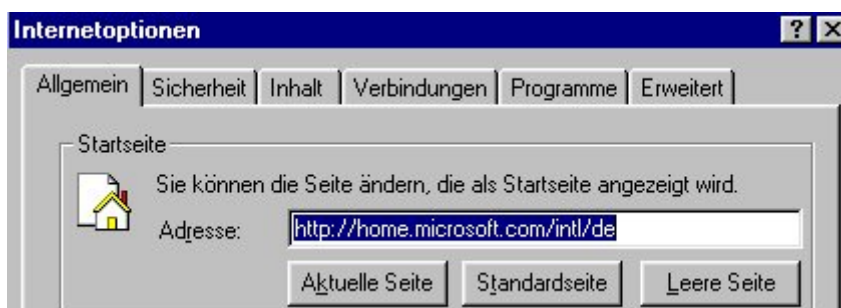 Internetoptionen ? X
Allgemein Sicherheit Inhalt Verbindungen Programme Erweitert
Startseite
Sie können die Seite ändern, die als Startseite angezeigt wird.
Adresse: http://home.microsoft.com/intl/de
Aktuelle Seite Standardseite Leere Seite